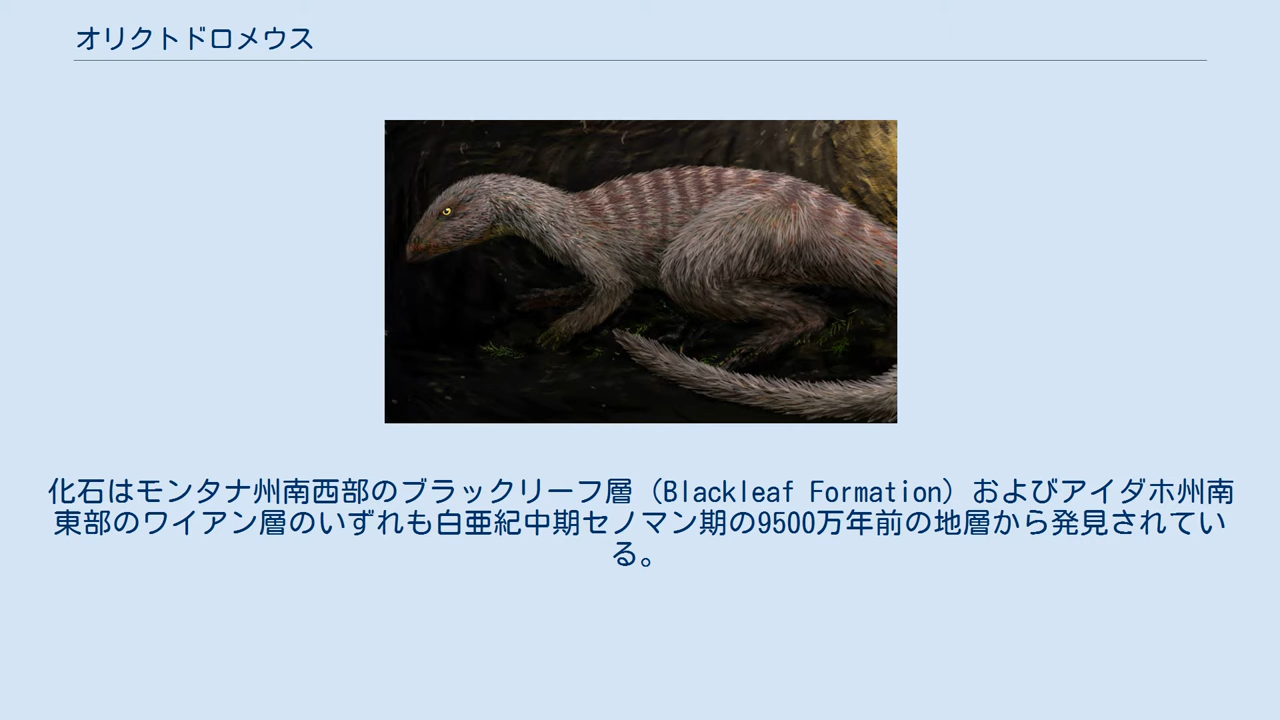 オリクトドロメウス
化石はモンタナ州南西部のブラックリーフ層（Blackleaf Formation）およびアイダホ州南
東部のワイアン層のいずれも白亜紀中期セノマン期の9500万年前の地層から発見されてい
る。